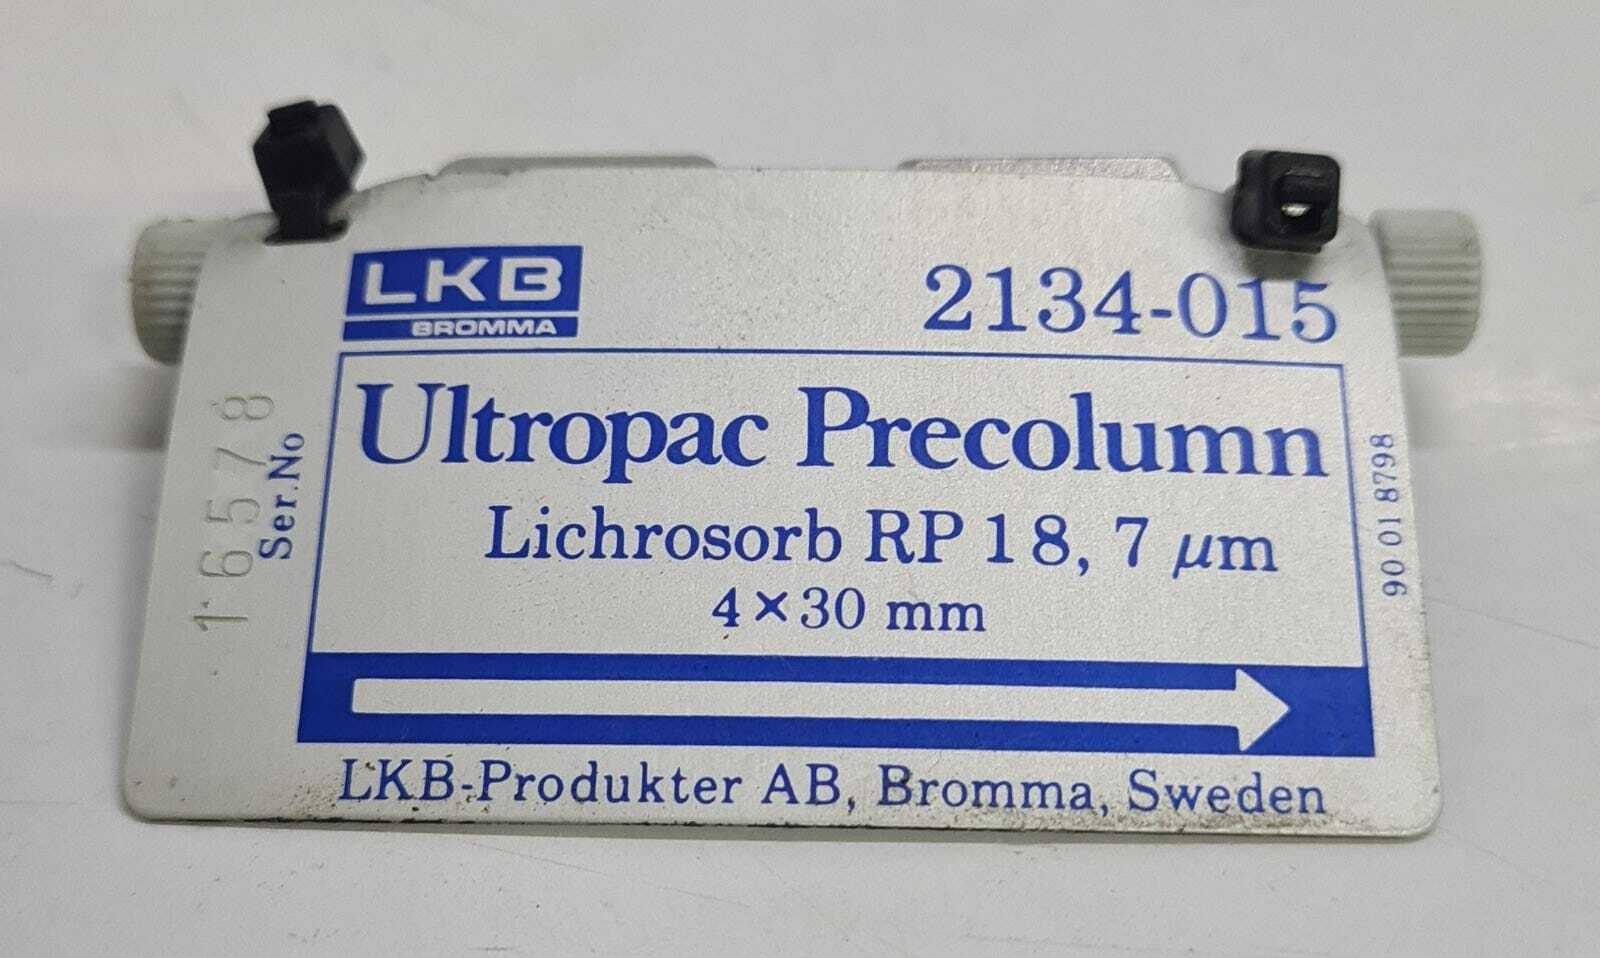 LKB
BROMMA
2134-015
Ultropac Precolumn
Lichrosorb RP 18, 7 µm
4×30 mm
LKB-Produkter AB, Bromma, Sweden
16578
Ser.No
90 01 8798